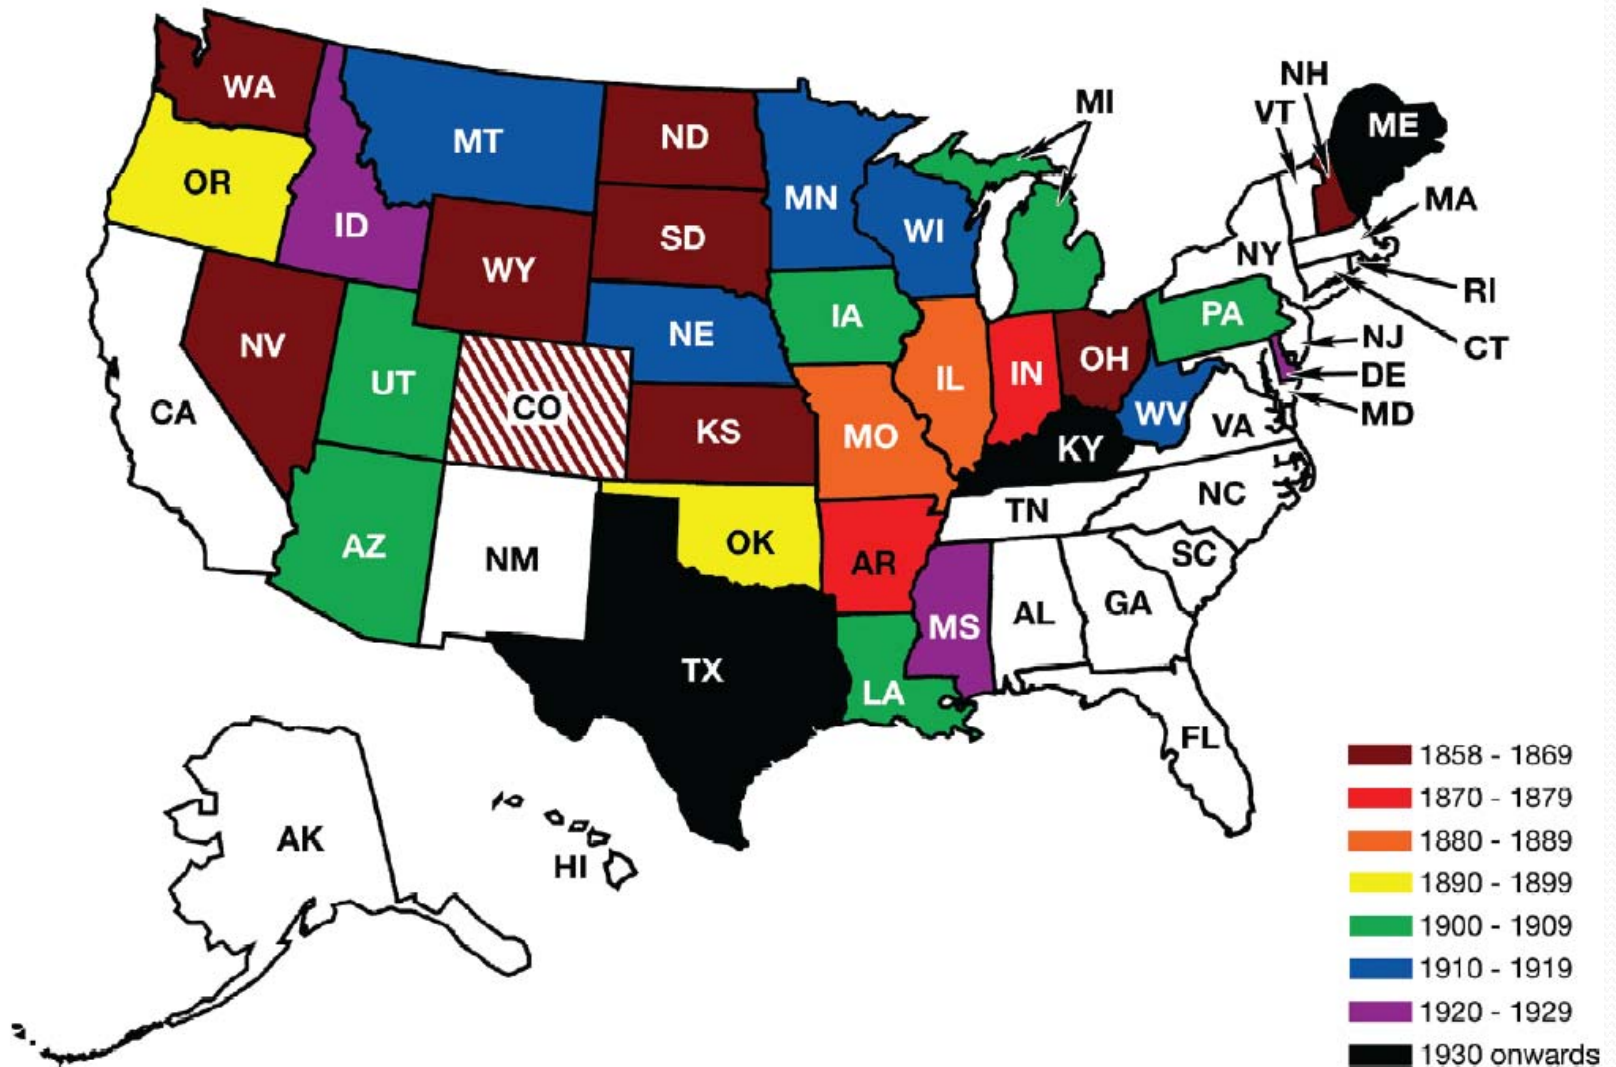 NH
MI
VT
WA
ME
MT
ND
OR
MN
MA
ID
WI
SD
NY
WY
RI
IA
PA
NE
NV
NJ
CT
OH
IN
DE
IL
UT
CO
CA
MD
WV
VA
KS
MO
KY
NC
TN
OK
AZ
SC
NM
AR
GA
AL
MS
TX
LA
FL
AK
HI
1858 - 1869
1870 - 1879
1880 - 1889
1890 - 1899
1900 - 1909
1910 - 1919
1920 - 1929
1930 onwards